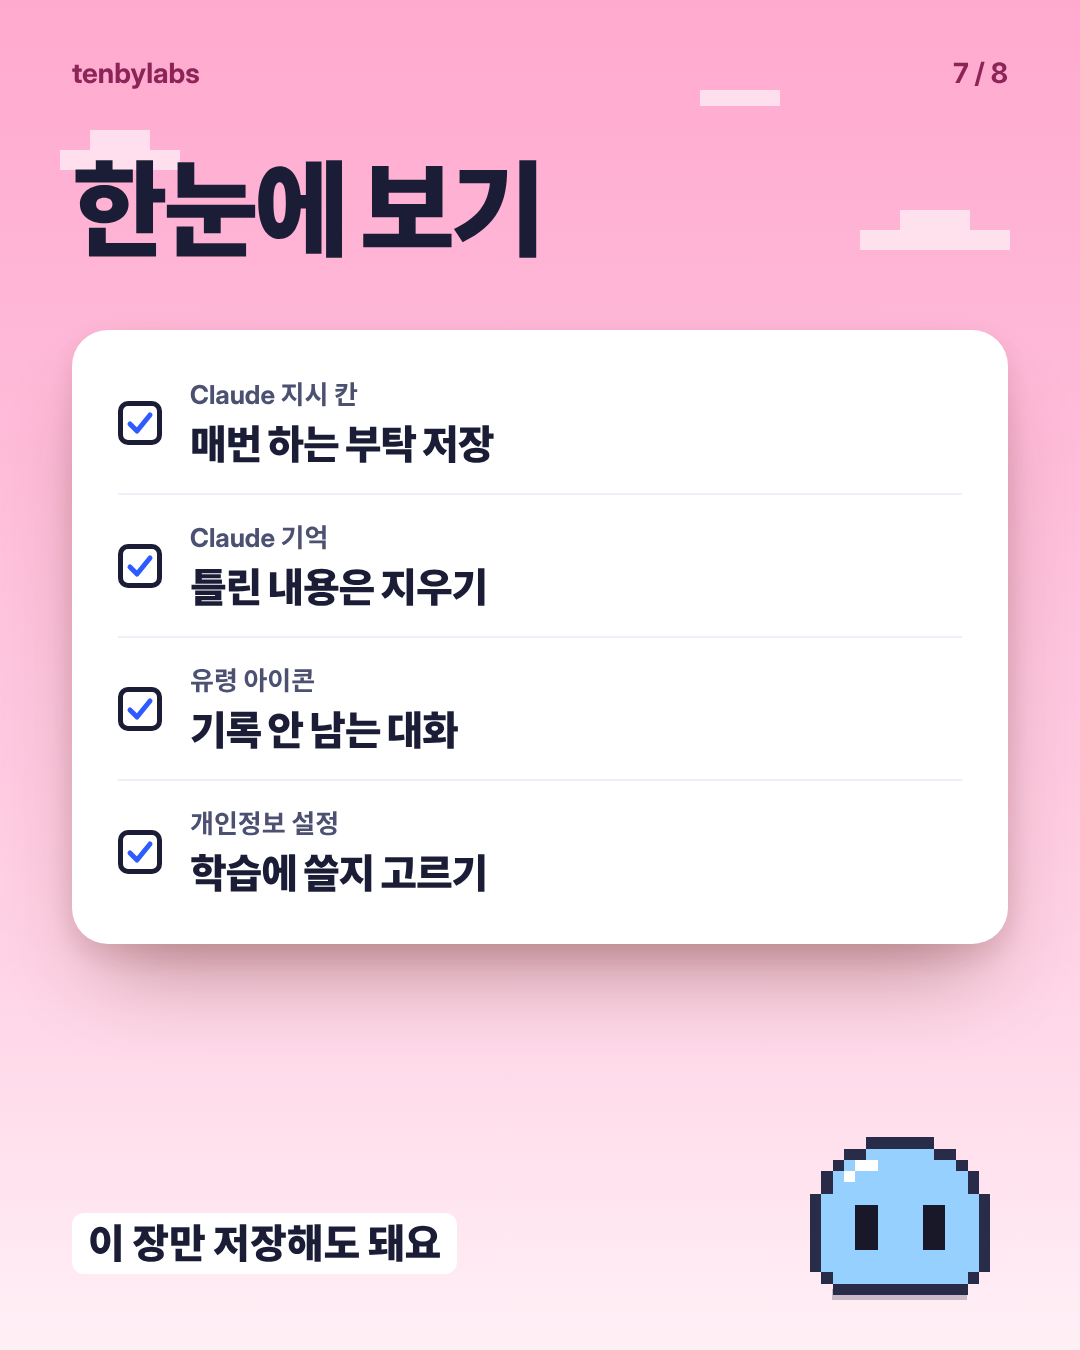 tenbylabs
7 / 8
한눈에 보기
Claude 지시 칸
매번 하는 부탁 저장
Claude 기억
틀린 내용은 지우기
유령 아이콘
기록 안 남는 대화
개인정보 설정
학습에 쓸지 고르기
이 장만 저장해도 돼요